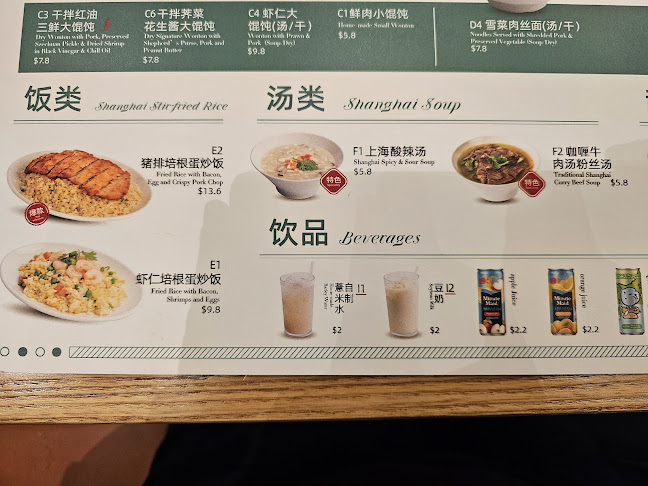 C3 干拌红油
三鲜大馄饨
Dry Wonton with Pork, Preserved
Szechuan Pickle & Dried Shrimp
in Black Vinegar & Chili Oil
$7.8
C6 干拌荠菜
花生酱大馄饨
Dry Signature Wonton with
Shepherd's Purse, Pork and
Peanut Butter
$7.8
C4 虾仁大
馄饨(汤/干)
Wonton with Prawn &
Pork (Soup/Dry)
$9.8
C1 鲜肉小馄饨
Home-made Small Wonton
$5.8
D4 雪菜肉丝面(汤/干)
Noodles Served with Shredded Pork &
Preserved Vegetable (Soup/Dry)
$7.8
饭类 Shanghai Stir-fried Rice
E2
猪排培根蛋炒饭
Fried Rice with Bacon,
Egg and Crispy Pork Chop
$13.6
爆款
E1
虾仁培根蛋炒饭
Fried Rice with Bacon,
Shrimps and Eggs
$9.8
汤类 Shanghai Soup
F1 上海酸辣汤
Shanghai Spicy & Sour Soup
$5.8
特色
F2 咖喱牛
肉汤粉丝汤
Traditional Shanghai
Curry Beef Soup $5.8
特色
饮品 Beverages
I1
自制
薏米水
$2
I2
豆奶
Soybean Milk
$2
Minute
Maid
apple juice
$2.2
Minute
Maid
orange juice
$2.2